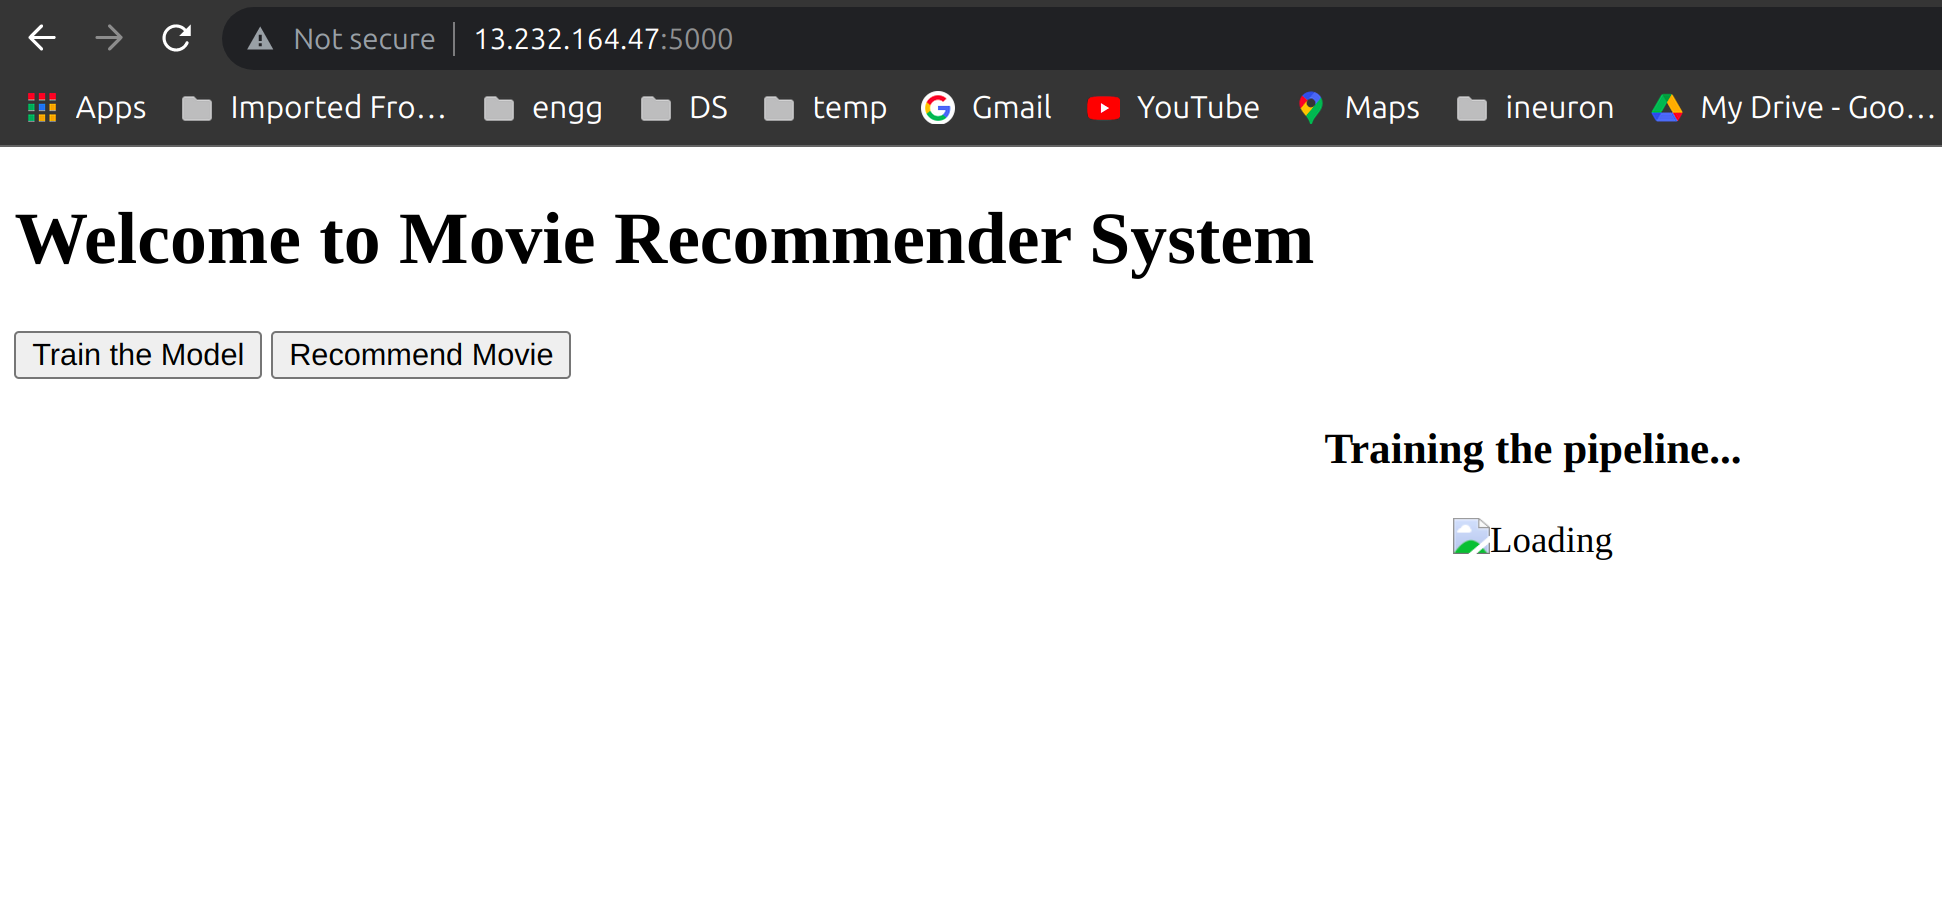 Not secure 13.232.164.47:5000
Apps Imported Fro... engg DS temp Gmail YouTube Maps ineuron My Drive - Goo...
Welcome to Movie Recommender System
Train the Model Recommend Movie
Training the pipeline...
Loading